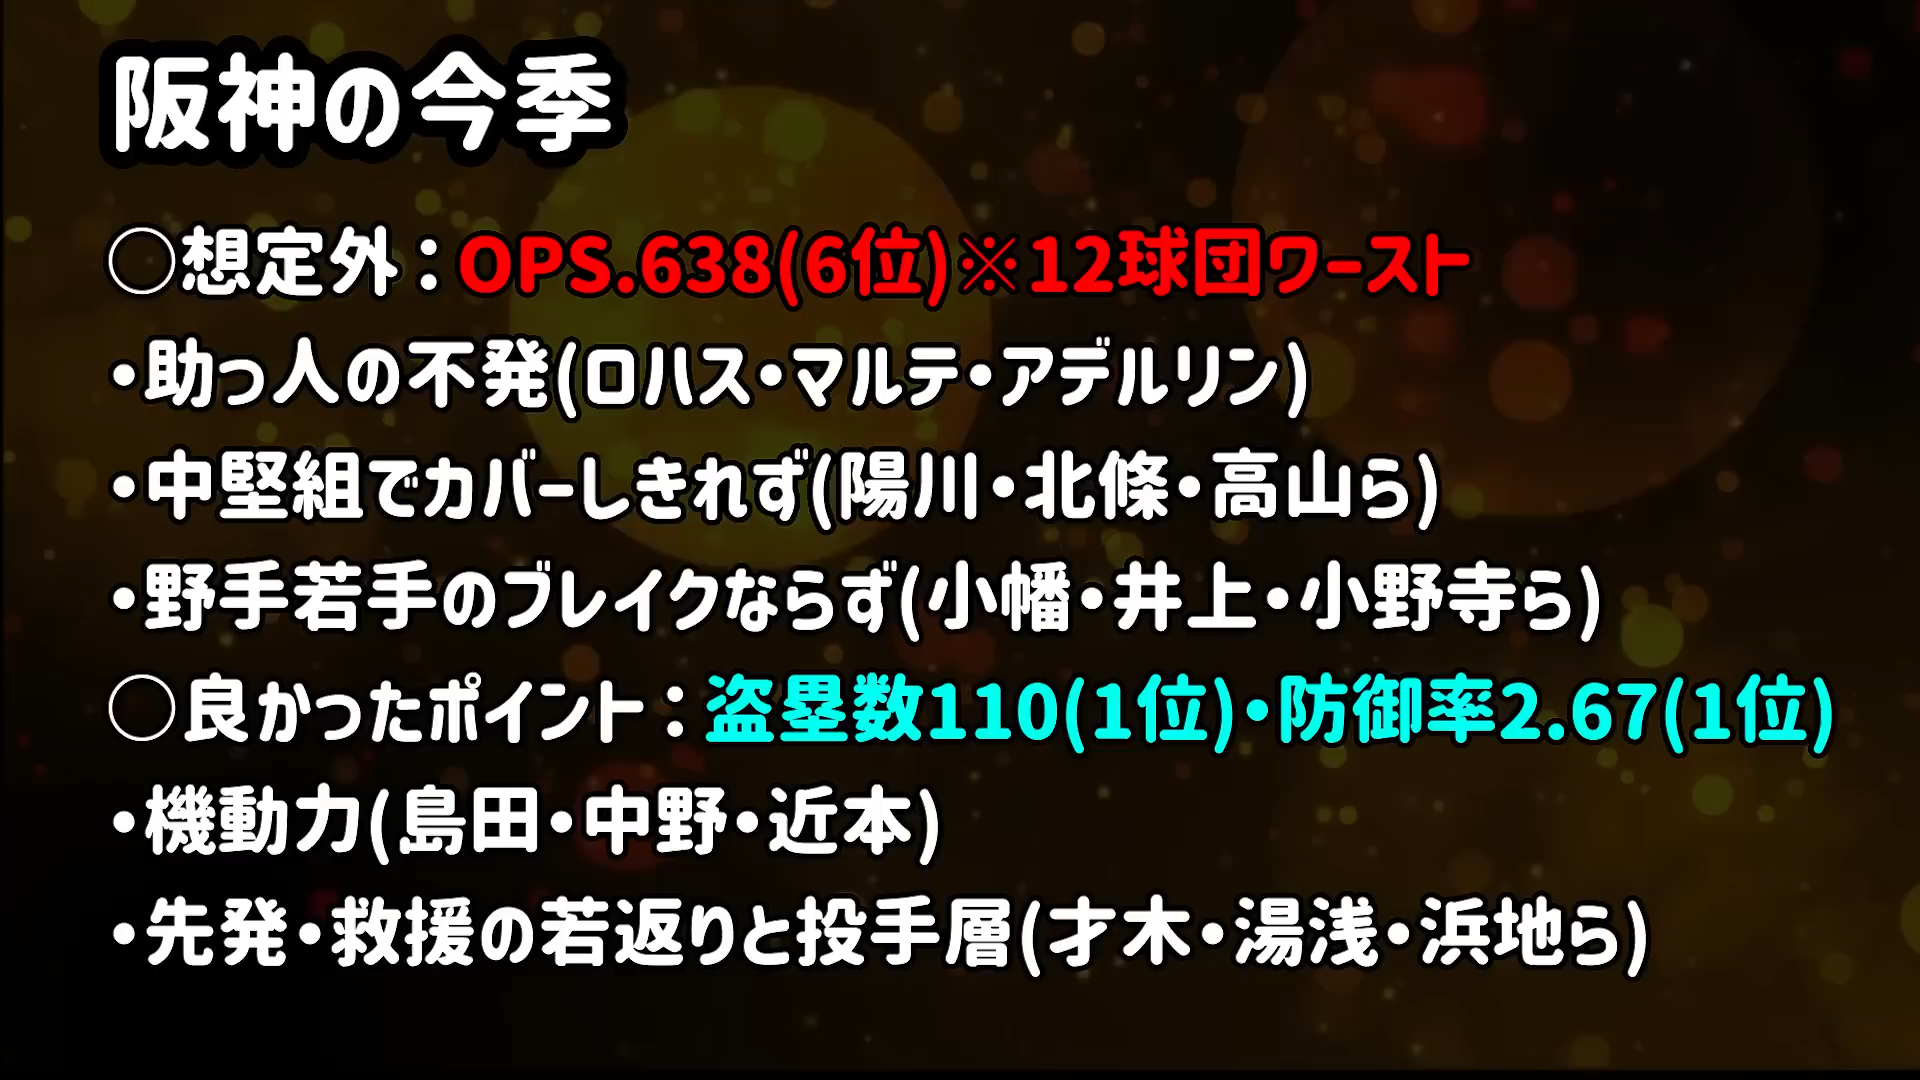 阪神の今季
○想定外：OPS.638(6位)※12球団ワースト
・助っ人の不発(ロハス・マルテ・アデルリン)
・中堅組でカバーしきれず(陽川・北條・高山ら)
・野手若手のブレイクならず(小幡・井上・小野寺ら)
○良かったポイント：盗塁数110(1位)・防御率2.67(1位)
・機動力(島田・中野・近本)
・先発・救援の若返りと投手層(才木・湯浅・浜地ら)